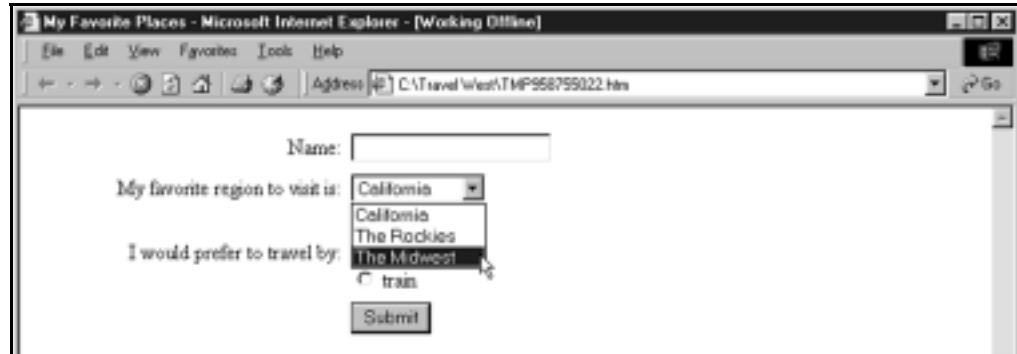 My Favorite Places - Microsoft Internet Explorer - [Working Offline]
File Edit View Favorites Tools Help
Address C:\Travel\West\TMP958755022.htm Go
Name:
My favorite region to visit is: California
California
The Rockies
I would prefer to travel by: The Midwest
train
Submit